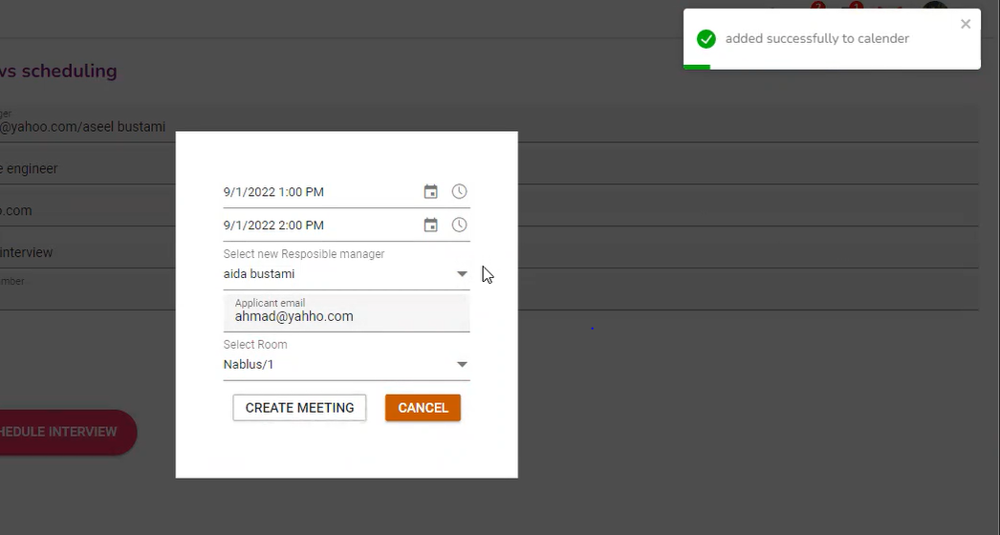 added successfully to calender
ws scheduling
ger
@yahoo.com/aseel bustami
e engineer
o.com
interview
mber
HEDULE INTERVIEW
9/1/2022 1:00 PM
9/1/2022 2:00 PM
Select new Resposible manager
aida bustami
Applicant email
ahmad@yahho.com
Select Room
Nablus/1
CREATE MEETING
CANCEL